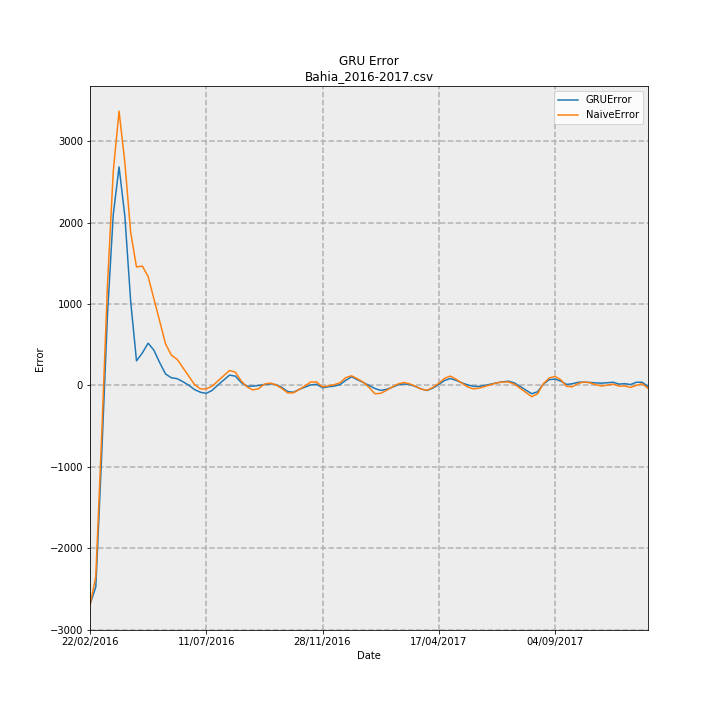 GRU Error
Bahia_2016-2017.csv
GRUError
NaiveError
3000
2000
1000
0
−1000
−2000
−3000
Error
22/02/2016
11/07/2016
28/11/2016
17/04/2017
04/09/2017
Date